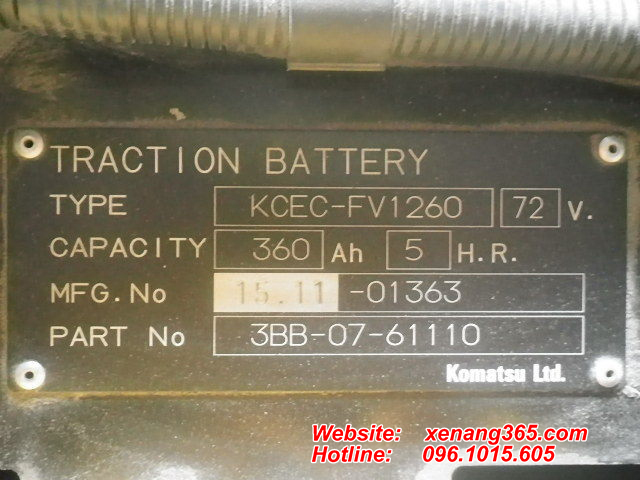 TRACTION BATTERY
TYPE KCEC-FV1260 72 V.
CAPACITY 360 Ah 5 H.R.
MFG.No 15.11 -01363
PART No 3BB-07-61110
Komatsu Ltd.
Website: xenang365.com
Hotline: 096.1015.605